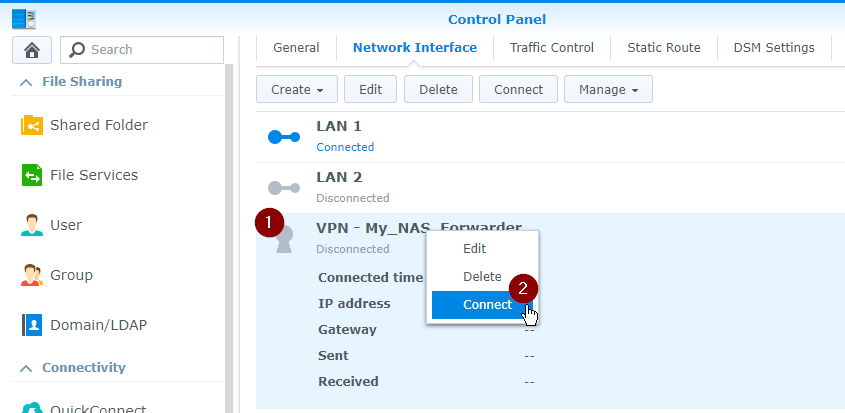 Control Panel
Search
General Network Interface Traffic Control Static Route DSM Settings
File Sharing
Create Edit Delete Connect Manage
Shared Folder
LAN 1
Connected
File Services
LAN 2
Disconnected
User
1
VPN - My_NAS_Forwarder
Disconnected
Edit
Group
Connected time
Delete
2
IP address
Connect
Domain/LDAP
Gateway --
Sent --
Connectivity
Received --
QuickConnect